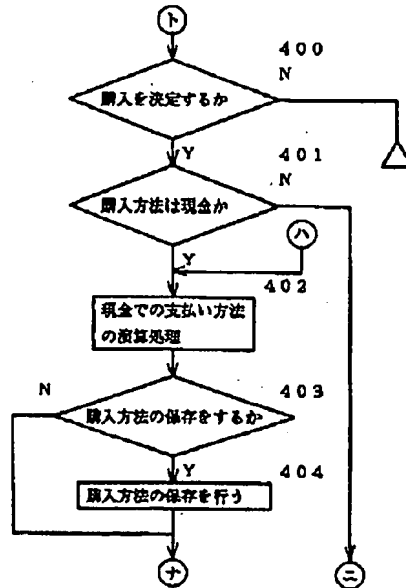 ト
400
N
購入を決定するか
Y
401
N
購入方法は現金か
ハ
Y
402
現金での支払い方法
の演算処理
N
403
購入方法の保存をするか
Y
404
購入方法の保存を行う
ナ
ニ